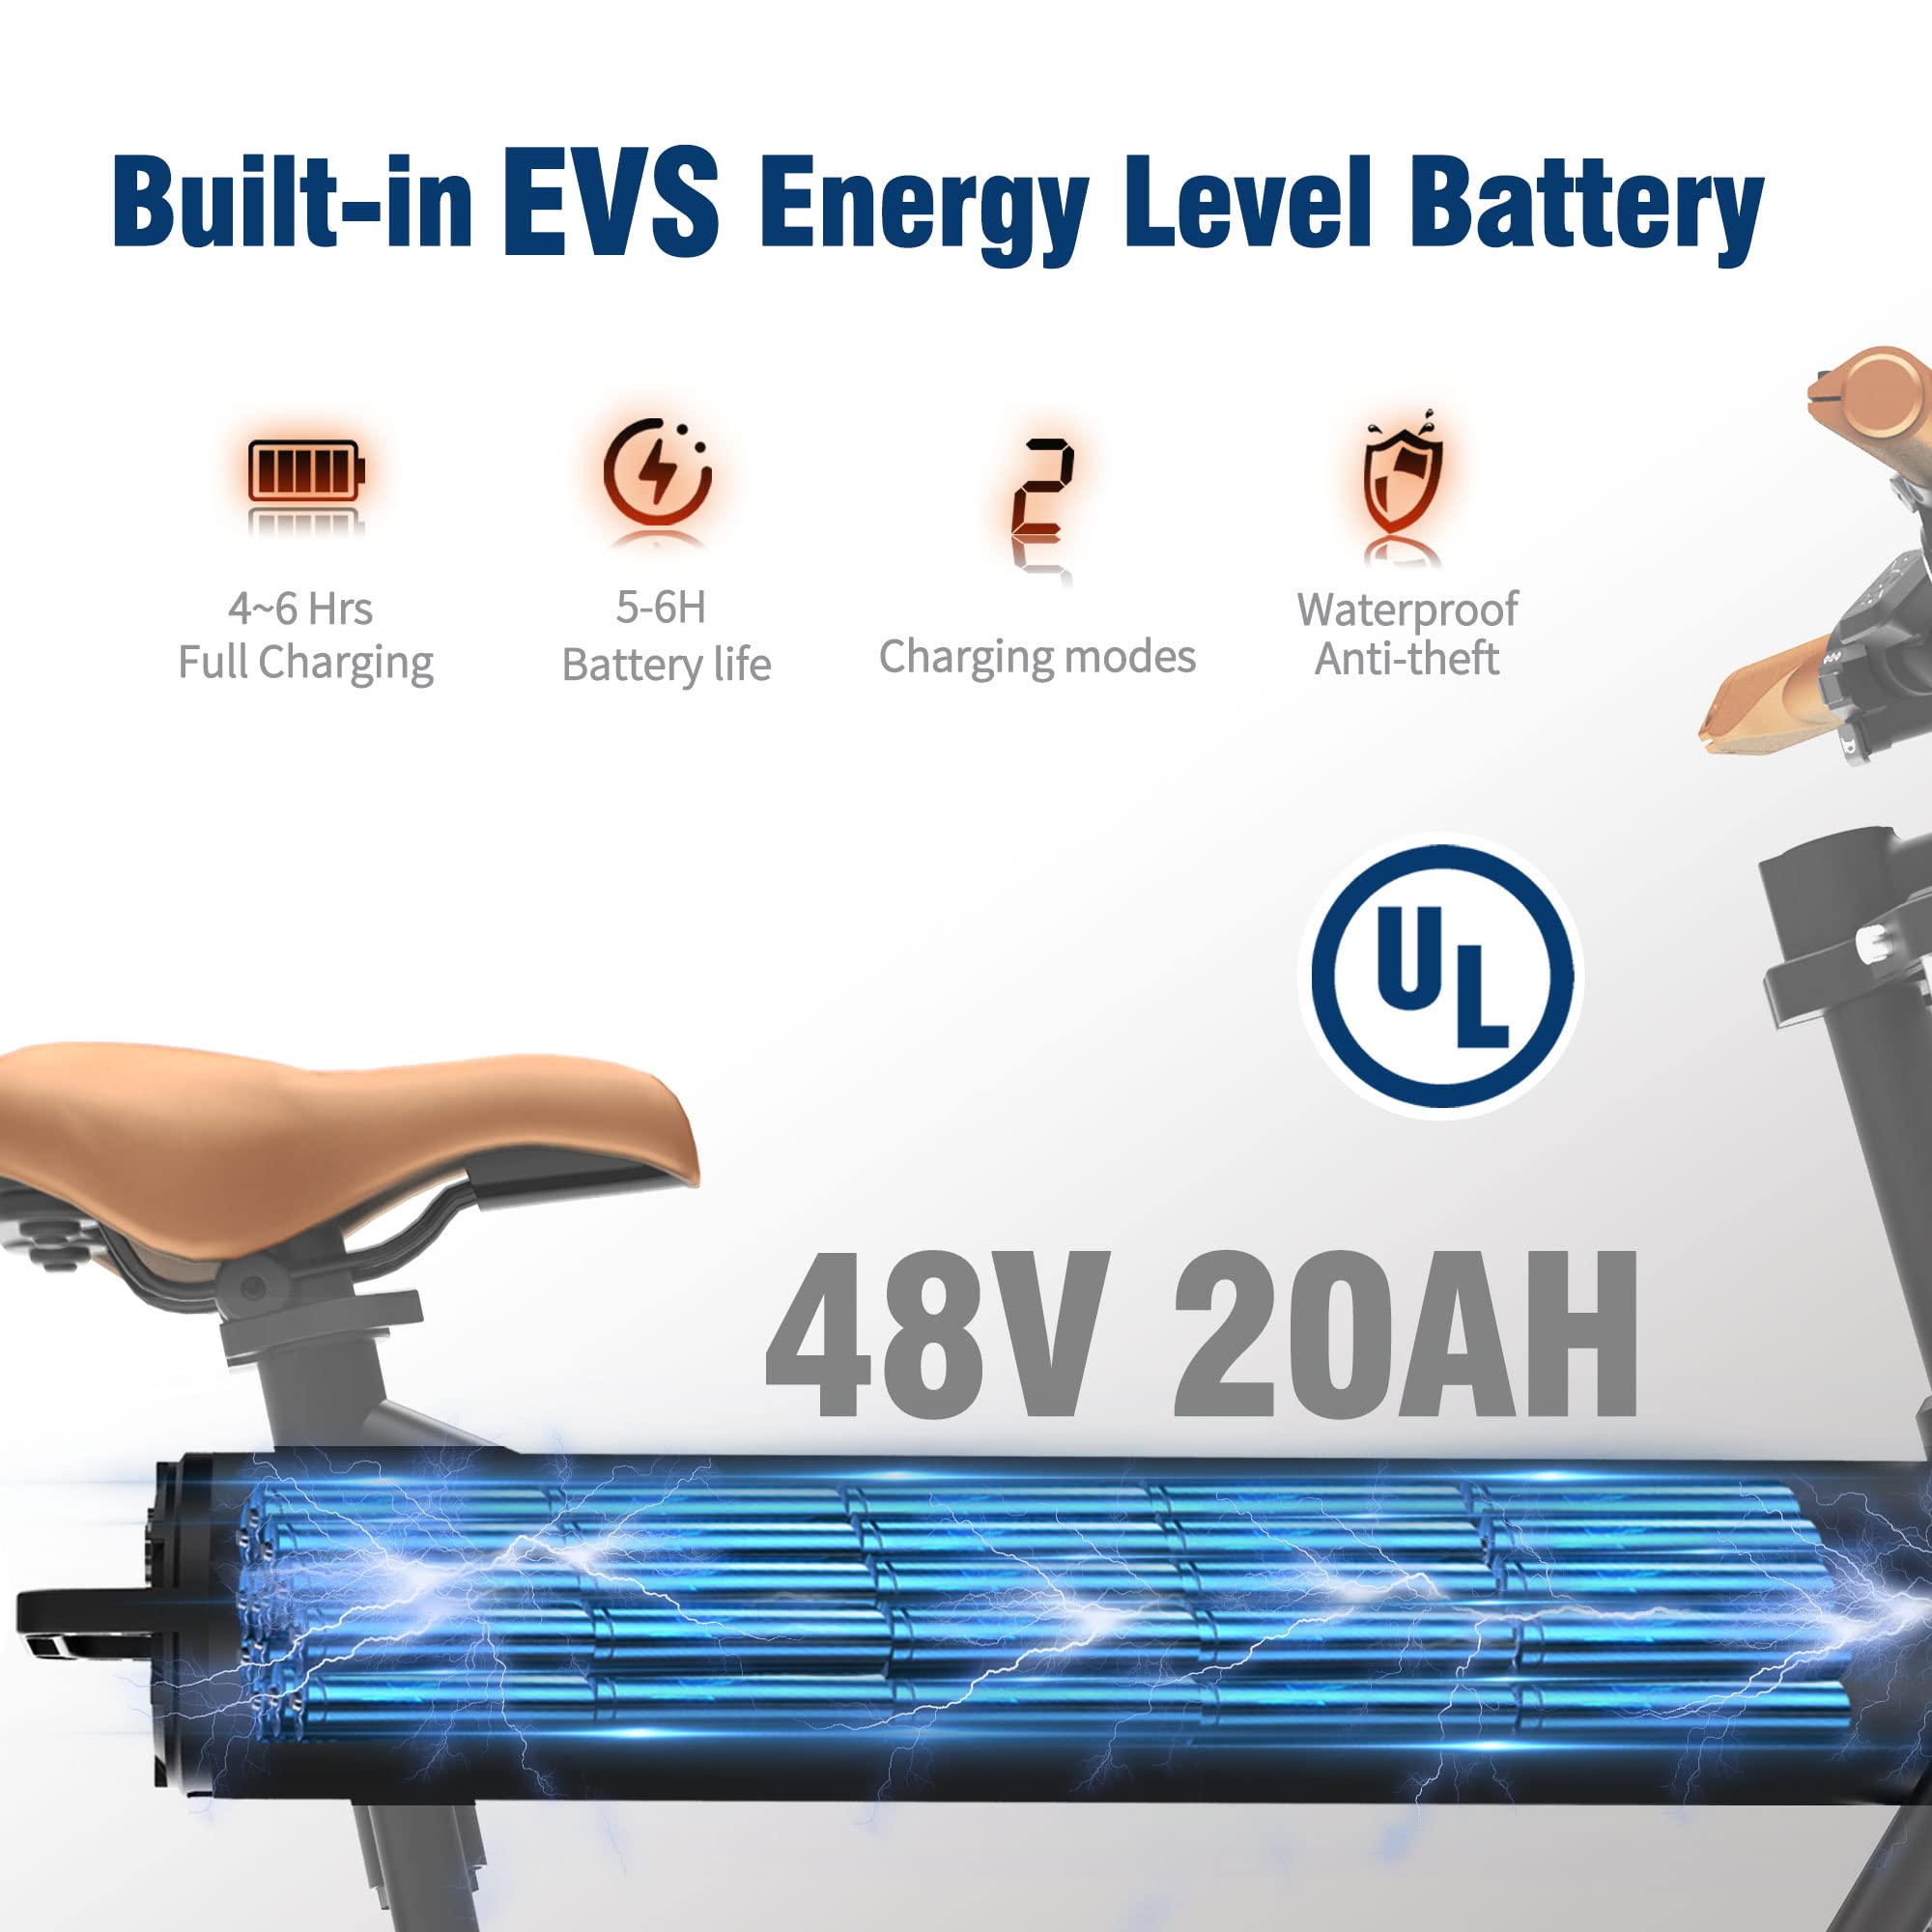 Built-in EVS Energy Level Battery
4~6 Hrs
Full Charging
5-6H
Battery life
2
Charging modes
Waterproof
Anti-theft
UL
48V 20AH